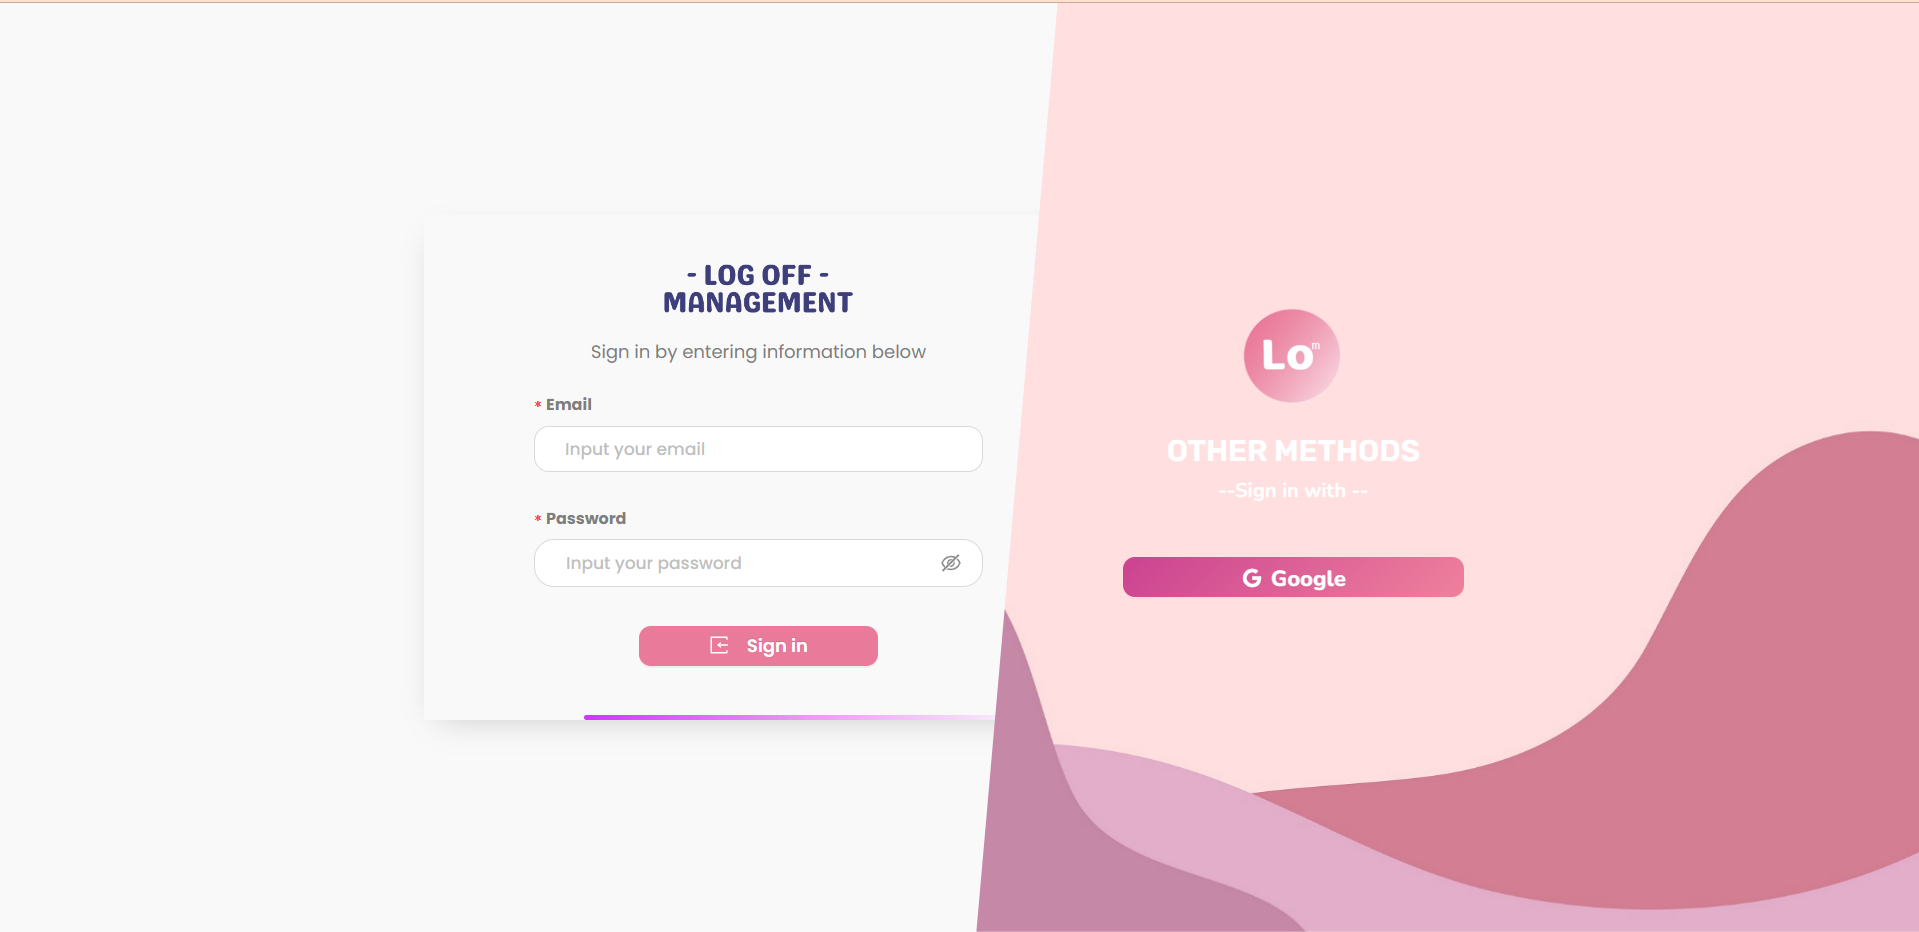 - LOG OFF -
MANAGEMENT
Sign in by entering information below
* Email
Input your email
* Password
Input your password
Sign in
Lo m
OTHER METHODS
--Sign in with --
Google